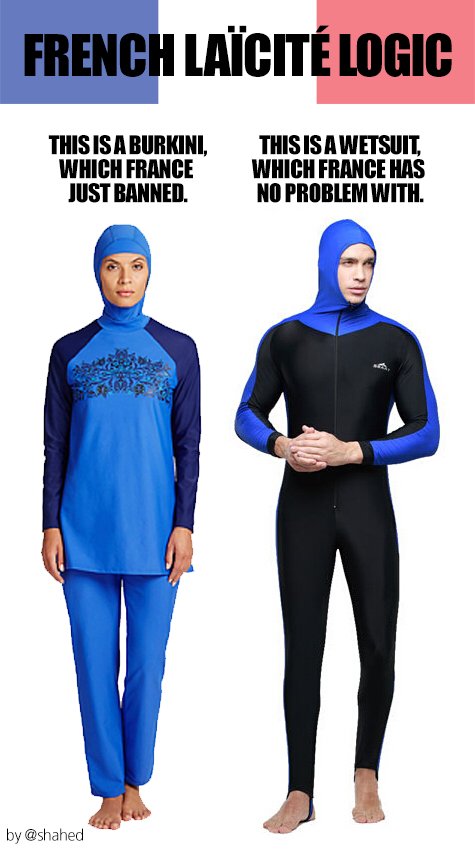 FRENCH LAÏCITÉ LOGIC
THIS IS A BURKINI,
WHICH FRANCE
JUST BANNED.
THIS IS A WETSUIT,
WHICH FRANCE HAS
NO PROBLEM WITH.
by @shahed